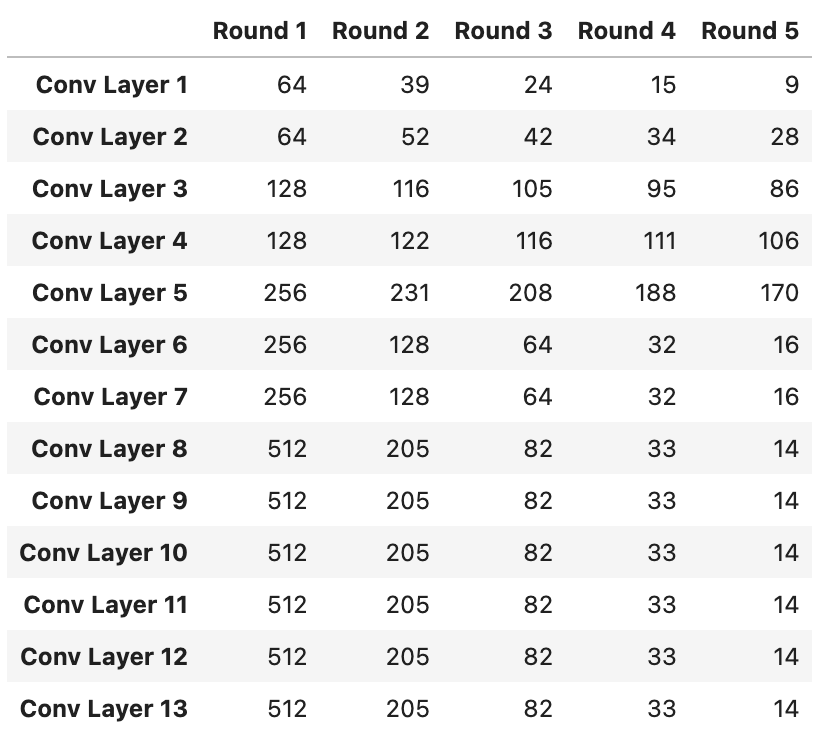 Round 1 Round 2 Round 3 Round 4 Round 5
Conv Layer 1 64 39 24 15 9
Conv Layer 2 64 52 42 34 28
Conv Layer 3 128 116 105 95 86
Conv Layer 4 128 122 116 111 106
Conv Layer 5 256 231 208 188 170
Conv Layer 6 256 128 64 32 16
Conv Layer 7 256 128 64 32 16
Conv Layer 8 512 205 82 33 14
Conv Layer 9 512 205 82 33 14
Conv Layer 10 512 205 82 33 14
Conv Layer 11 512 205 82 33 14
Conv Layer 12 512 205 82 33 14
Conv Layer 13 512 205 82 33 14